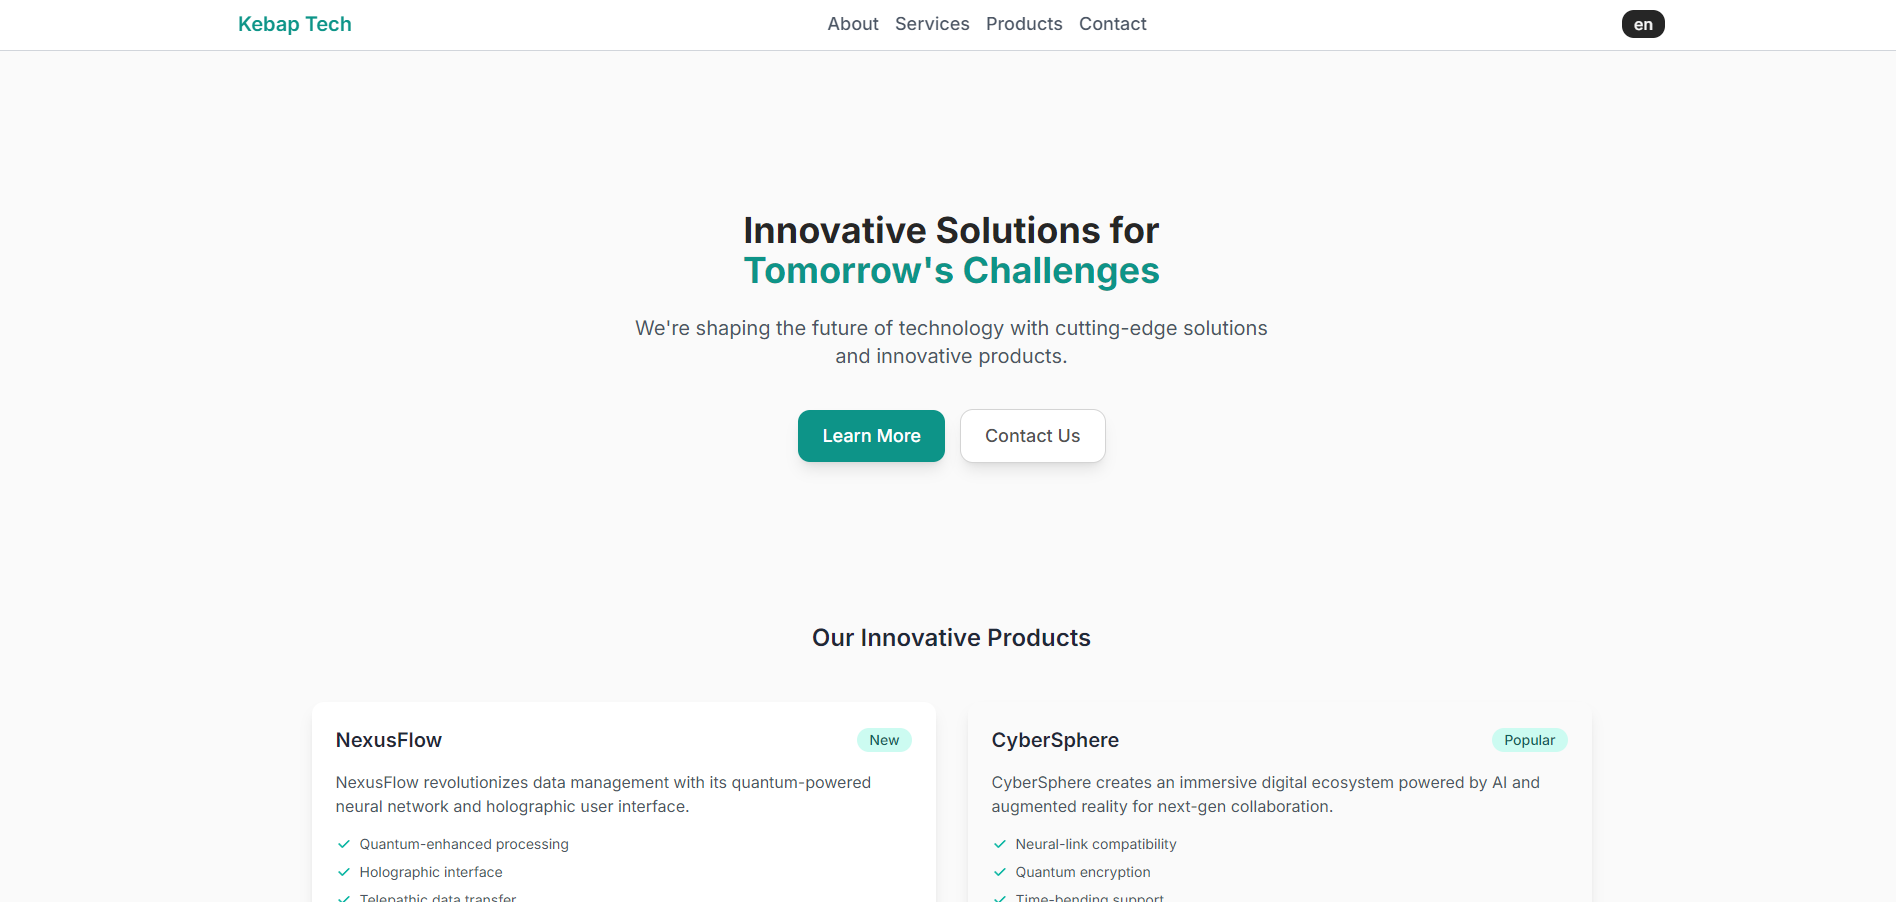 Kebap Tech
About Services Products Contact
en
Innovative Solutions for
Tomorrow's Challenges
We're shaping the future of technology with cutting-edge solutions
and innovative products.
Learn More
Contact Us
Our Innovative Products
NexusFlow
New
NexusFlow revolutionizes data management with its quantum-powered
neural network and holographic user interface.
Quantum-enhanced processing
Holographic interface
Telepathic data transfer
CyberSphere
Popular
CyberSphere creates an immersive digital ecosystem powered by AI and
augmented reality for next-gen collaboration.
Neural-link compatibility
Quantum encryption
Time-bending support